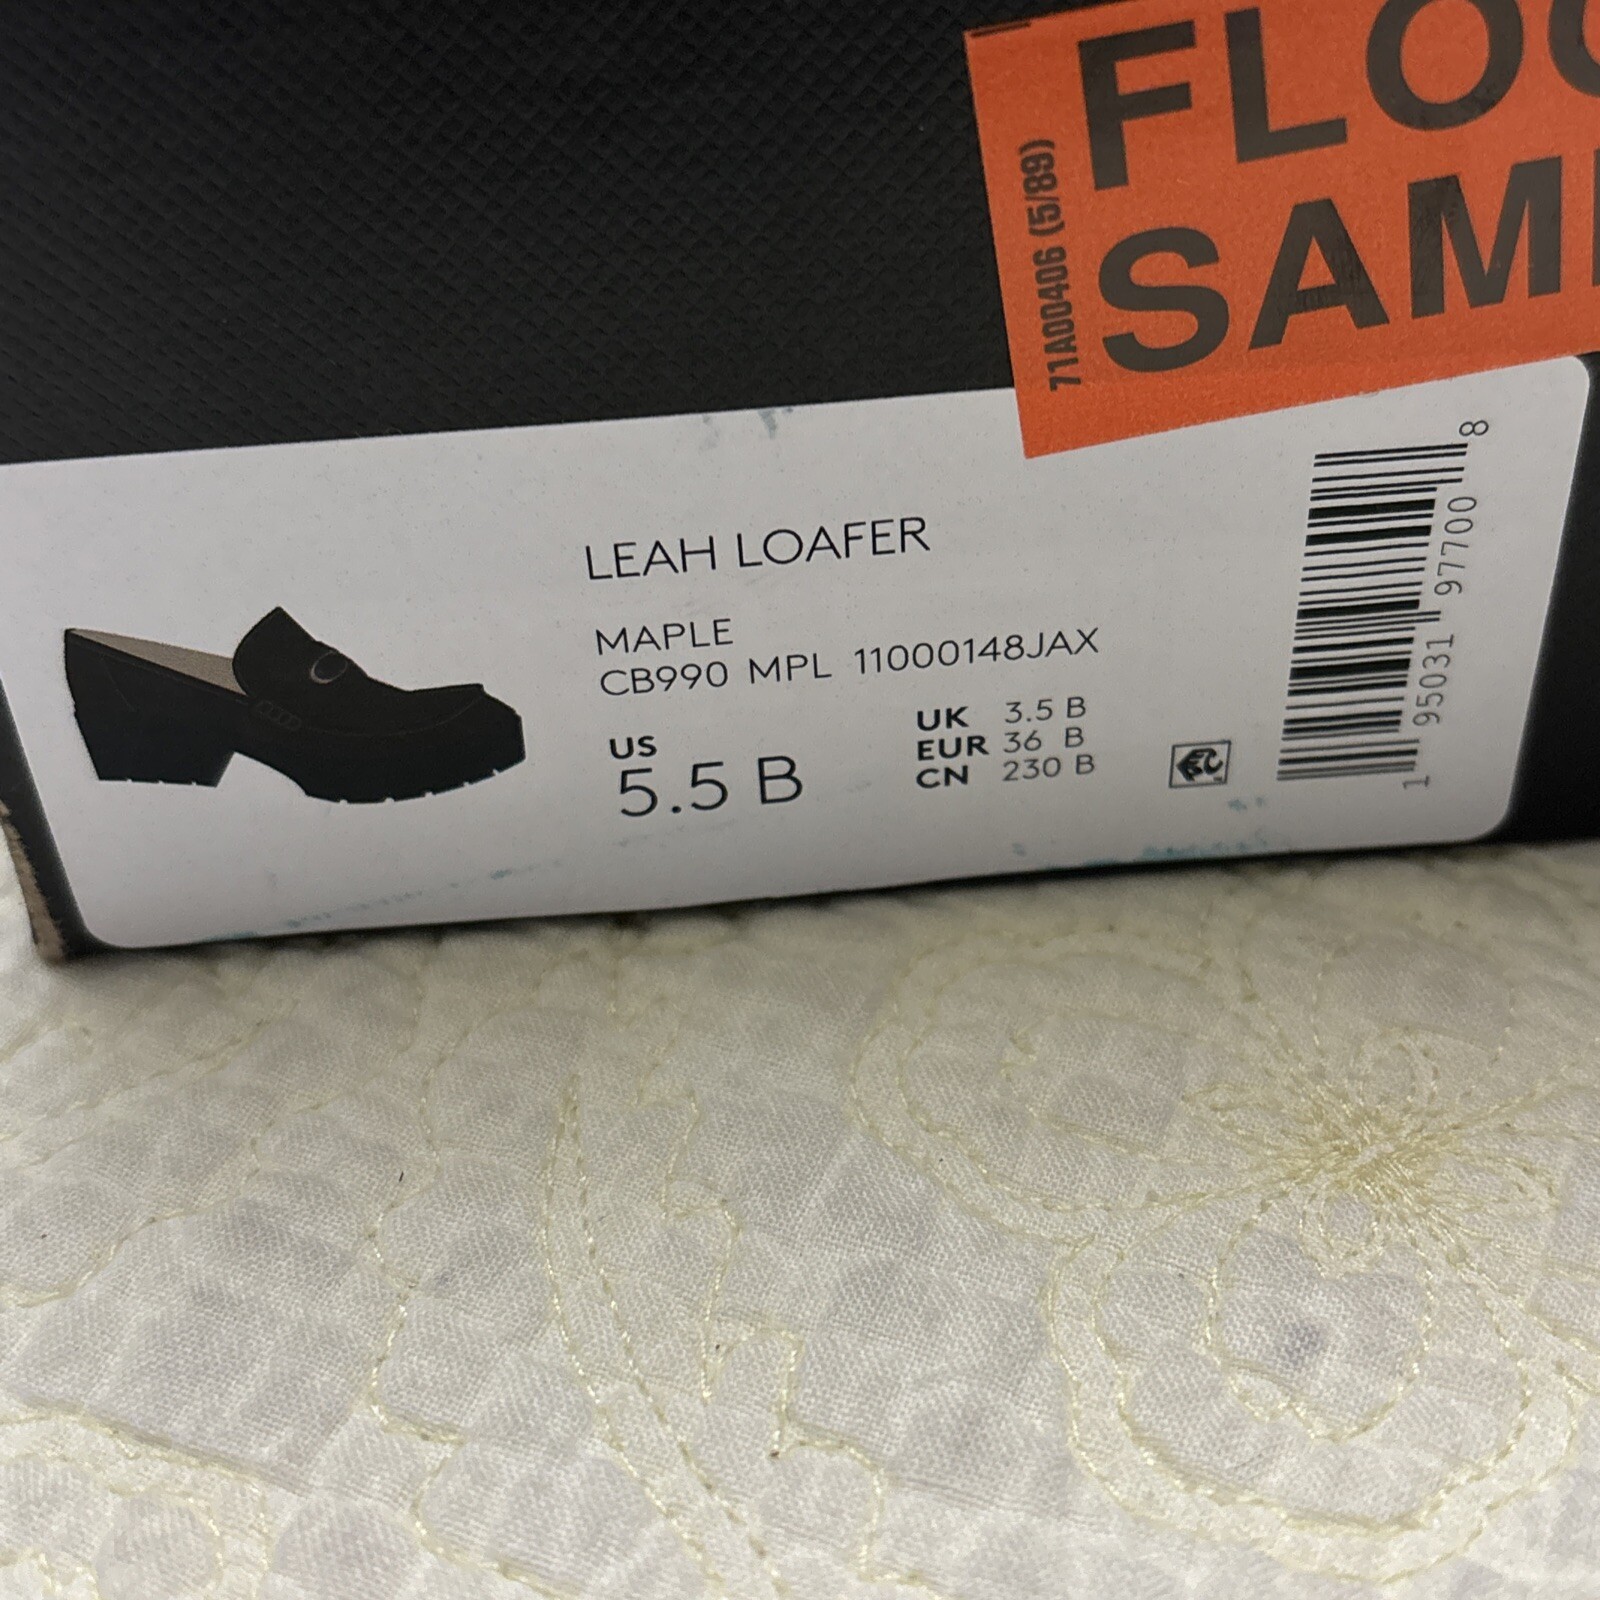 FLOO
SAM
71A00406 (5/89)
LEAH LOAFER
MAPLE
CB990 MPL 11000148JAX
US
5.5 B
UK 3.5 B
EUR 36 B
CN 230 B
1 95031 97700 8